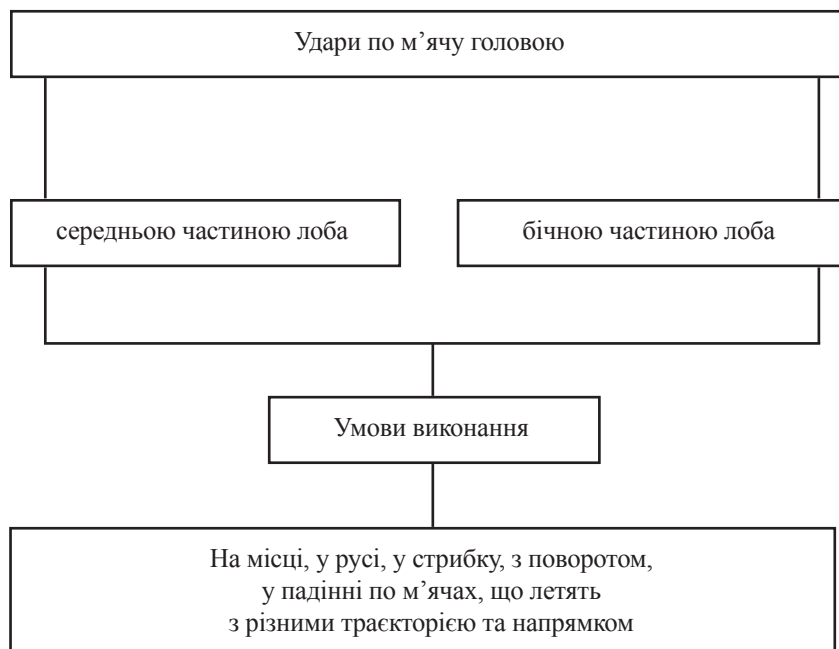 Удари по м’ячу головою
середньою частиною лоба
бічною частиною лоба
Умови виконання
На місці, у русі, у стрибку, з поворотом,
у падінні по м’ячах, що летять
з різними траєкторією та напрямком